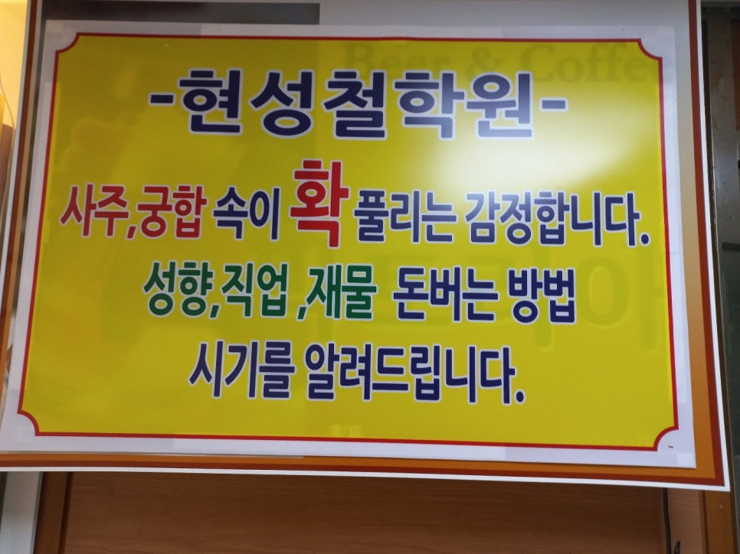 Beer & Coffee
-현성철학원-
사주,궁합 속이 확 풀리는 감정합니다.
성향,직업 ,재물 돈버는 방법
시기를 알려드립니다.